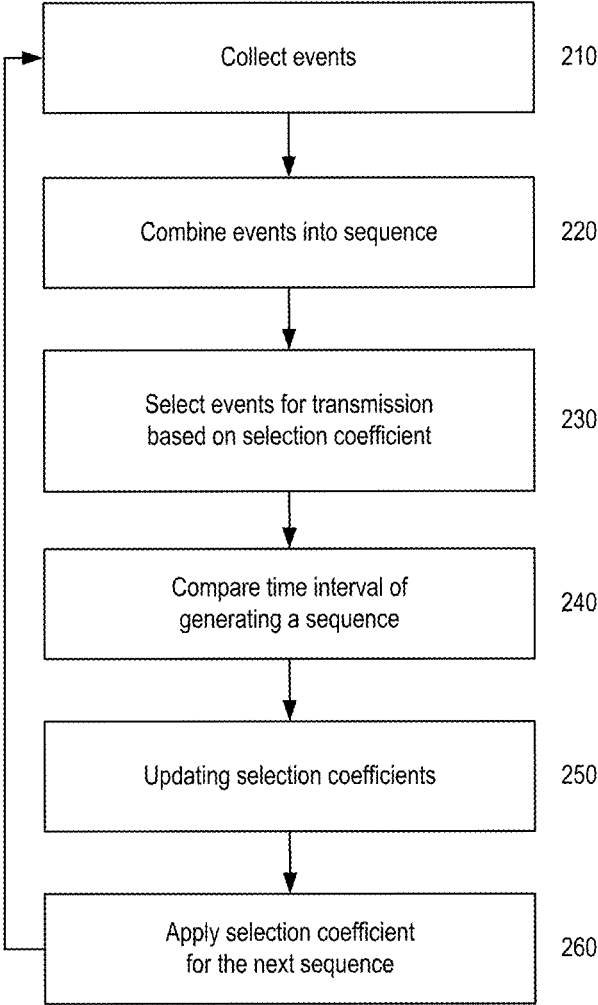 Collect events
210
Combine events into sequence
220
Select events for transmission
based on selection coefficient
230
Compare time interval of
generating a sequence
240
Updating selection coefficients
250
Apply selection coefficient
for the next sequence
260